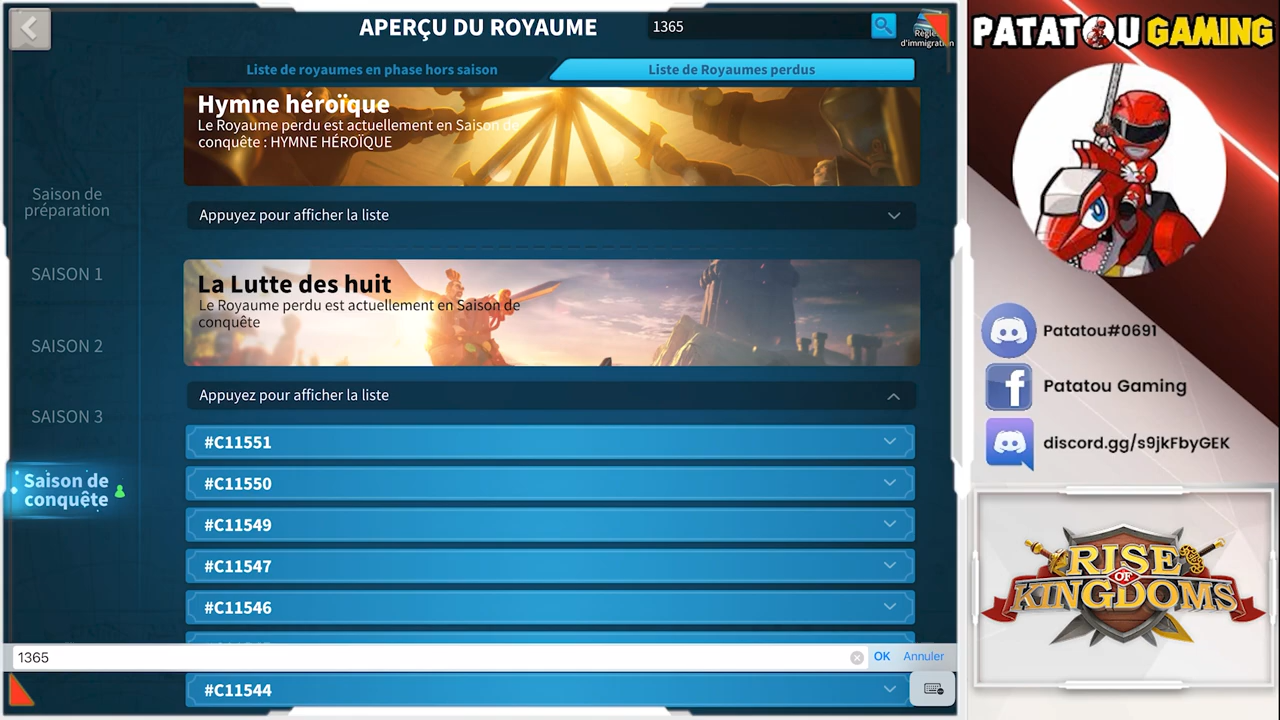 APERÇU DU ROYAUME
1365
Règles
d'immigration
Liste de royaumes en phase hors saison
Liste de Royaumes perdus
Saison de
préparation
SAISON 1
SAISON 2
SAISON 3
Saison de
conquête
Hymne héroïque
Le Royaume perdu est actuellement en Saison de
conquête : HYMNE HÉROÏQUE
Appuyez pour afficher la liste
La Lutte des huit
Le Royaume perdu est actuellement en Saison de
conquête
Appuyez pour afficher la liste
#C11551
#C11550
#C11549
#C11547
#C11546
1365
OK
Annuler
#C11544
PATATOU GAMING
Patatou#0691
Patatou Gaming
discord.gg/s9jkFbyGEK
RISE
OF
KINGDOMS